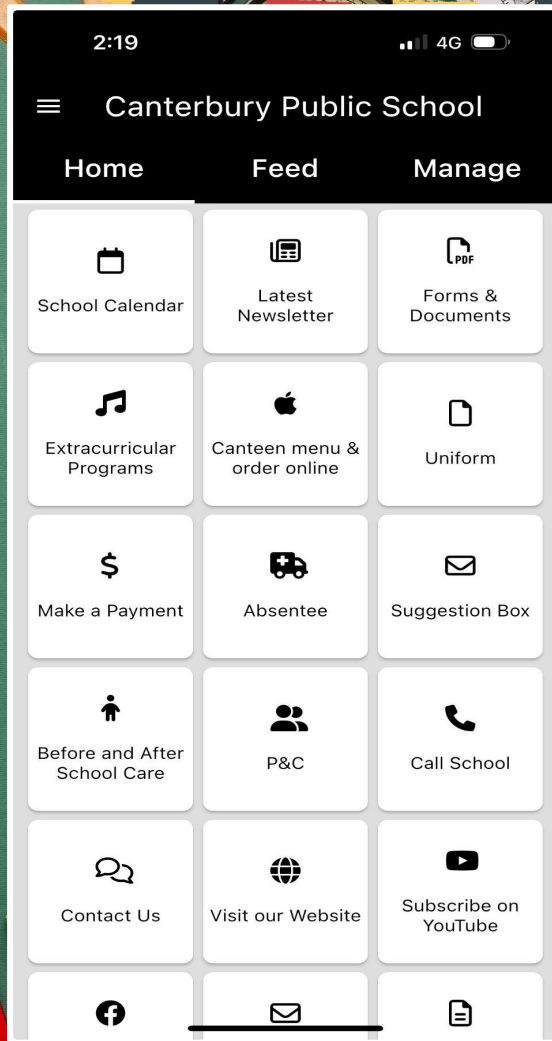 2:19 4G
Canterbury Public School
Home Feed Manage
School Calendar
Latest
Newsletter
PDF
Forms &
Documents
Extracurricular
Programs
Canteen menu &
order online
Uniform
$
Make a Payment
Absentee
Suggestion Box
Before and After
School Care
P&C
Call School
Contact Us
Visit our Website
Subscribe on
YouTube